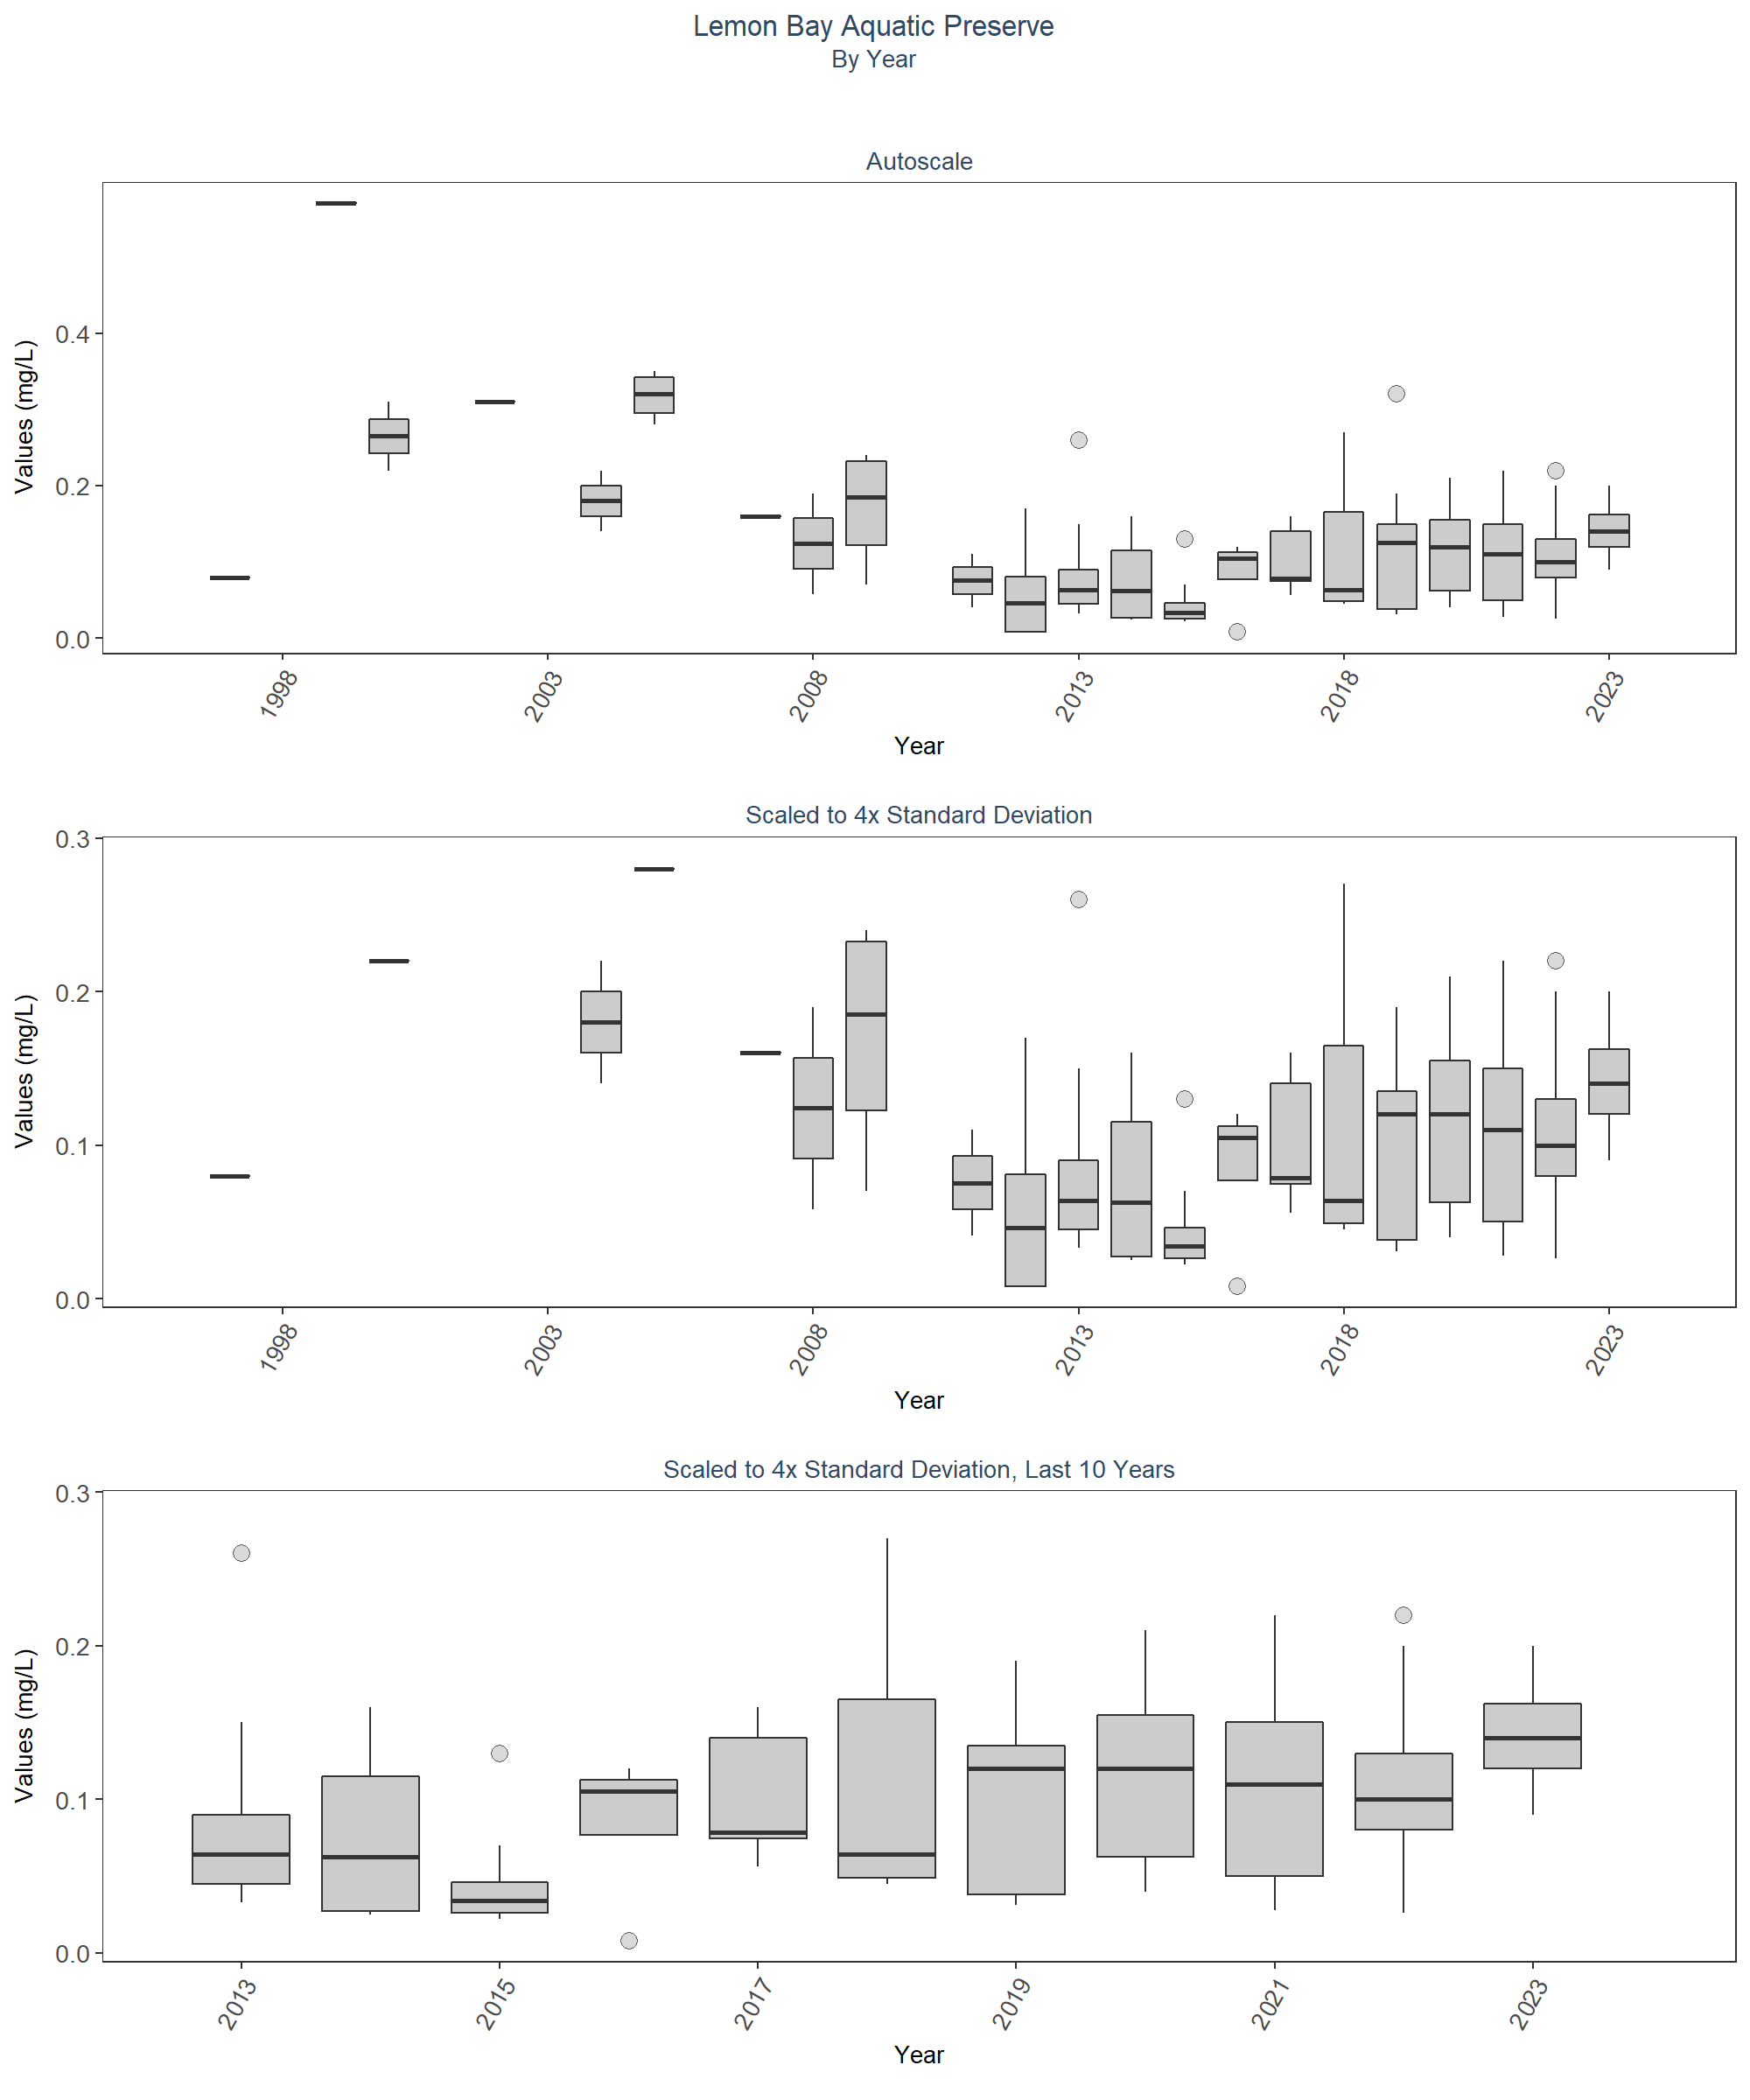 Lemon Bay Aquatic Preserve
By Year
Autoscale
Values (mg/L)
0.4
0.2
0.0
1998 2003 2008 2013 2018 2023
Year
Scaled to 4x Standard Deviation
Values (mg/L)
0.3
0.2
0.1
0.0
1998 2003 2008 2013 2018 2023
Year
Scaled to 4x Standard Deviation, Last 10 Years
Values (mg/L)
0.3
0.2
0.1
0.0
2013 2015 2017 2019 2021 2023
Year